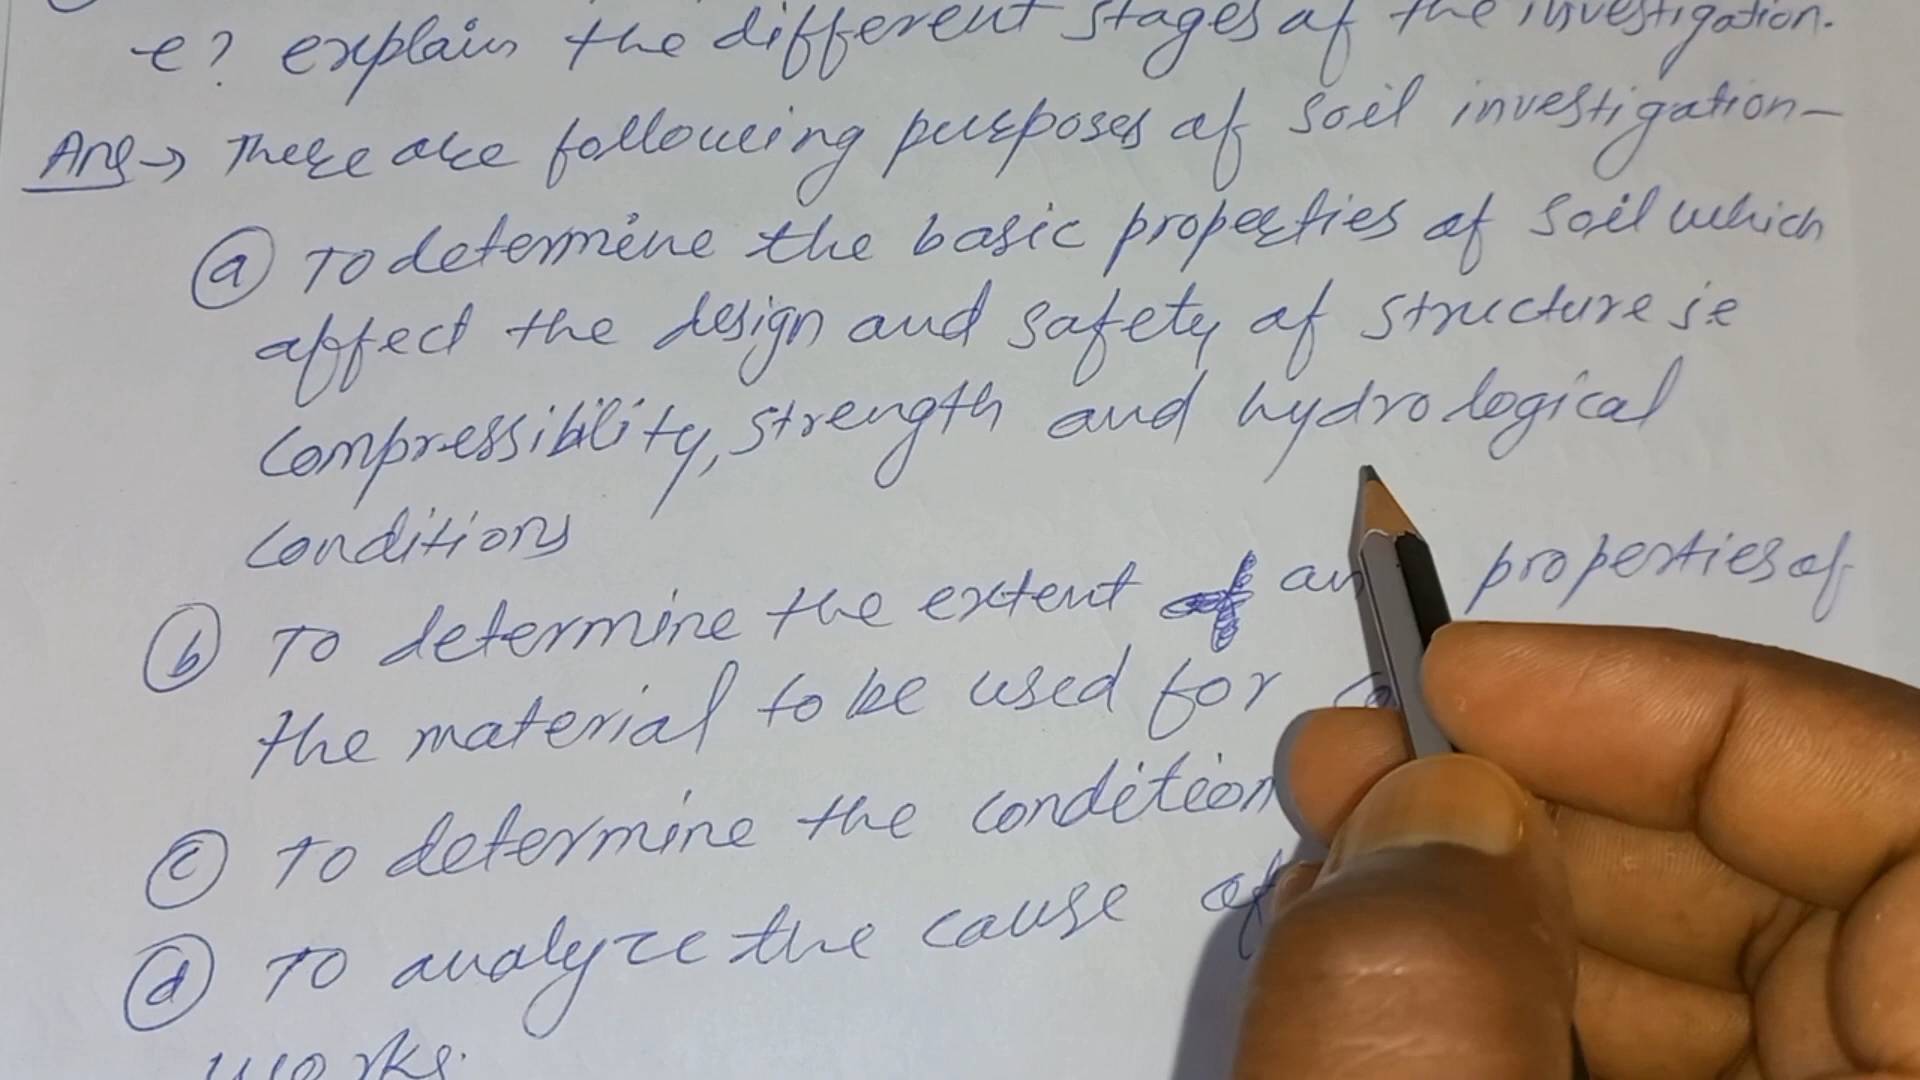 e? explain the different stages of the investigation.
Ans→ There are following purposes of soil investigation-
(a) To determine the basic properties of soil which
affect the design and safety of structure i.e
compressibility, strength and hydrological
conditions
(b) To determine the extent and properties of
the material to be used for
(c) To determine the condition
(d) To analyze the cause of
works.